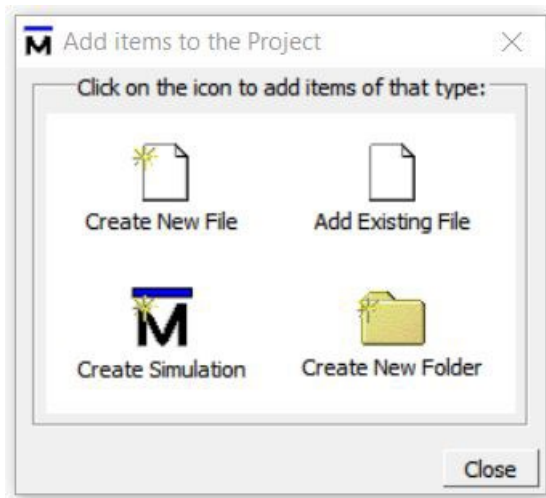 M Add items to the Project
Click on the icon to add items of that type:
Create New File
Add Existing File
M
Create Simulation
Create New Folder
Close